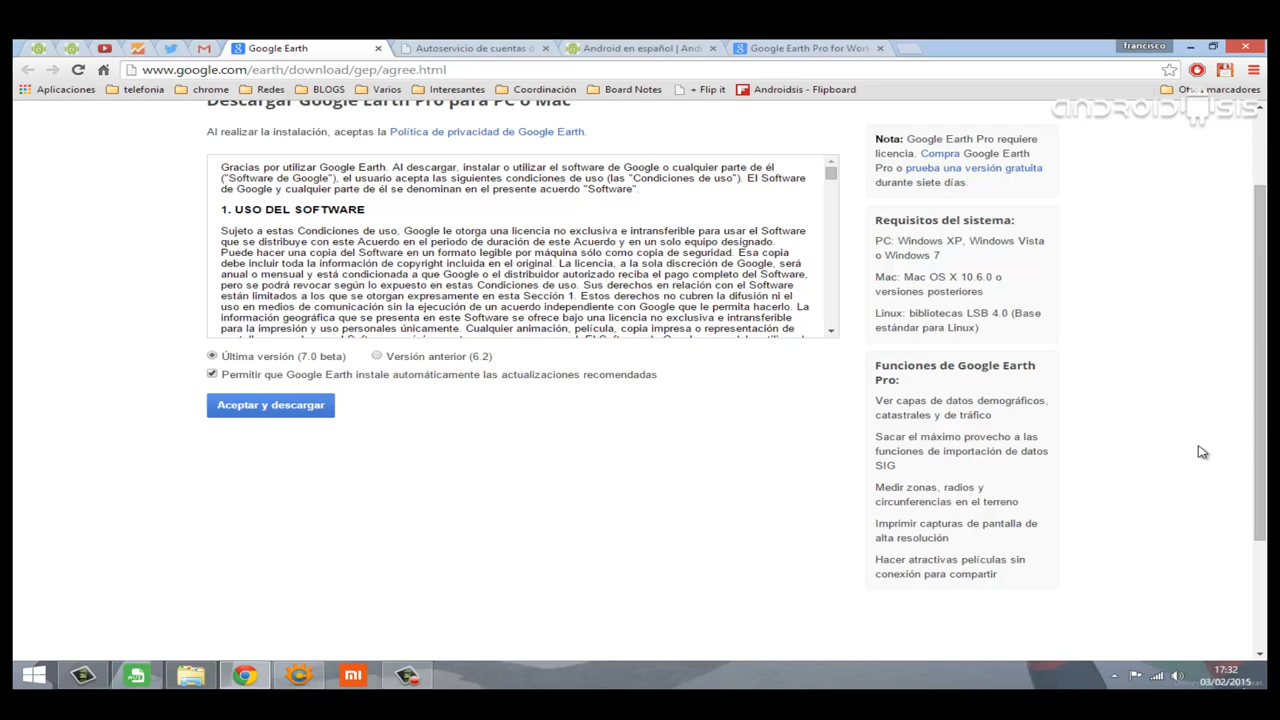 francisco
Google Earth
Autoservicio de cuentas d
Android en español | Andr
Google Earth Pro for Work
www.google.com/earth/download/gep/agree.html
Aplicaciones
telefonia
chrome
Redes
BLOGS
Varios
Interesantes
Coordinación
Board Notes
+ Flip it
Androidsis - Flipboard
Otros marcadores
ANDROIDSIS
Descargar Google Earth Pro para PC o Mac
Al realizar la instalación, aceptas la Política de privacidad de Google Earth.
Gracias por utilizar Google Earth. Al descargar, instalar o utilizar el software de Google o cualquier parte de él
("Software de Google"), el usuario acepta las siguientes condiciones de uso (las "Condiciones de uso"). El Software
de Google y cualquier parte de él se denominan en el presente acuerdo "Software".
1. USO DEL SOFTWARE
Sujeto a estas Condiciones de uso, Google le otorga una licencia no exclusiva e intransferible para usar el Software
que se distribuye con este Acuerdo en el periodo de duración de este Acuerdo y en un solo equipo designado.
Puede hacer una copia del Software en un formato legible por máquina sólo como copia de seguridad. Esa copia
debe incluir toda la información de copyright incluida en el original. La licencia, a la sola discreción de Google, será
anual o mensual y está condicionada a que Google o el distribuidor autorizado reciba el pago completo del Software,
pero se podrá revocar según lo expuesto en estas Condiciones de uso. Sus derechos en relación con el Software
están limitados a los que se otorgan expresamente en esta Sección 1. Estos derechos no cubren la difusión ni el
uso en medios de comunicación sin la ejecución de un acuerdo independiente con Google que le permita hacerlo. La
información geográfica que se presenta en este Software se ofrece bajo una licencia no exclusiva e intransferible
para la impresión y uso personales únicamente. Cualquier animación, película, copia impresa o representación de
Última versión (7.0 beta)
Versión anterior (6.2)
Permitir que Google Earth instale automáticamente las actualizaciones recomendadas
Aceptar y descargar
Nota: Google Earth Pro requiere
licencia. Compra Google Earth
Pro o prueba una versión gratuita
durante siete días.
Requisitos del sistema:
PC: Windows XP, Windows Vista
o Windows 7
Mac: Mac OS X 10.6.0 o
versiones posteriores
Linux: bibliotecas LSB 4.0 (Base
estándar para Linux)
Funciones de Google Earth
Pro:
Ver capas de datos demográficos,
catastrales y de tráfico
Sacar el máximo provecho a las
funciones de importación de datos
SIG
Medir zonas, radios y
circunferencias en el terreno
Imprimir capturas de pantalla de
alta resolución
Hacer atractivas películas sin
conexión para compartir
17:32
03/02/2015